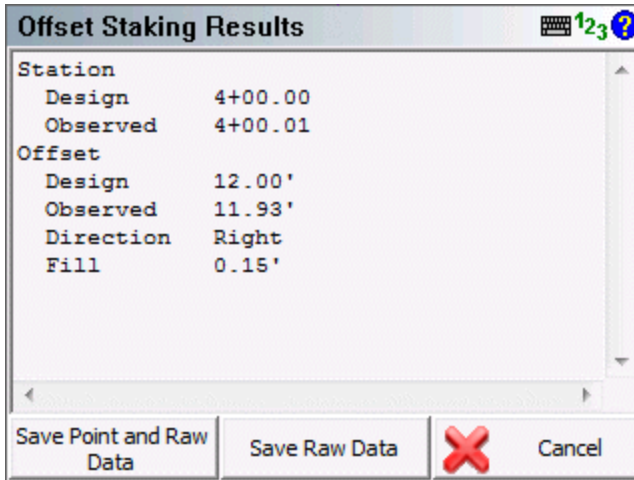 Offset Staking Results 123 ?
Station
Design 4+00.00
Observed 4+00.01
Offset
Design 12.00'
Observed 11.93'
Direction Right
Fill 0.15'
Save Point and Raw
Data
Save Raw Data
Cancel